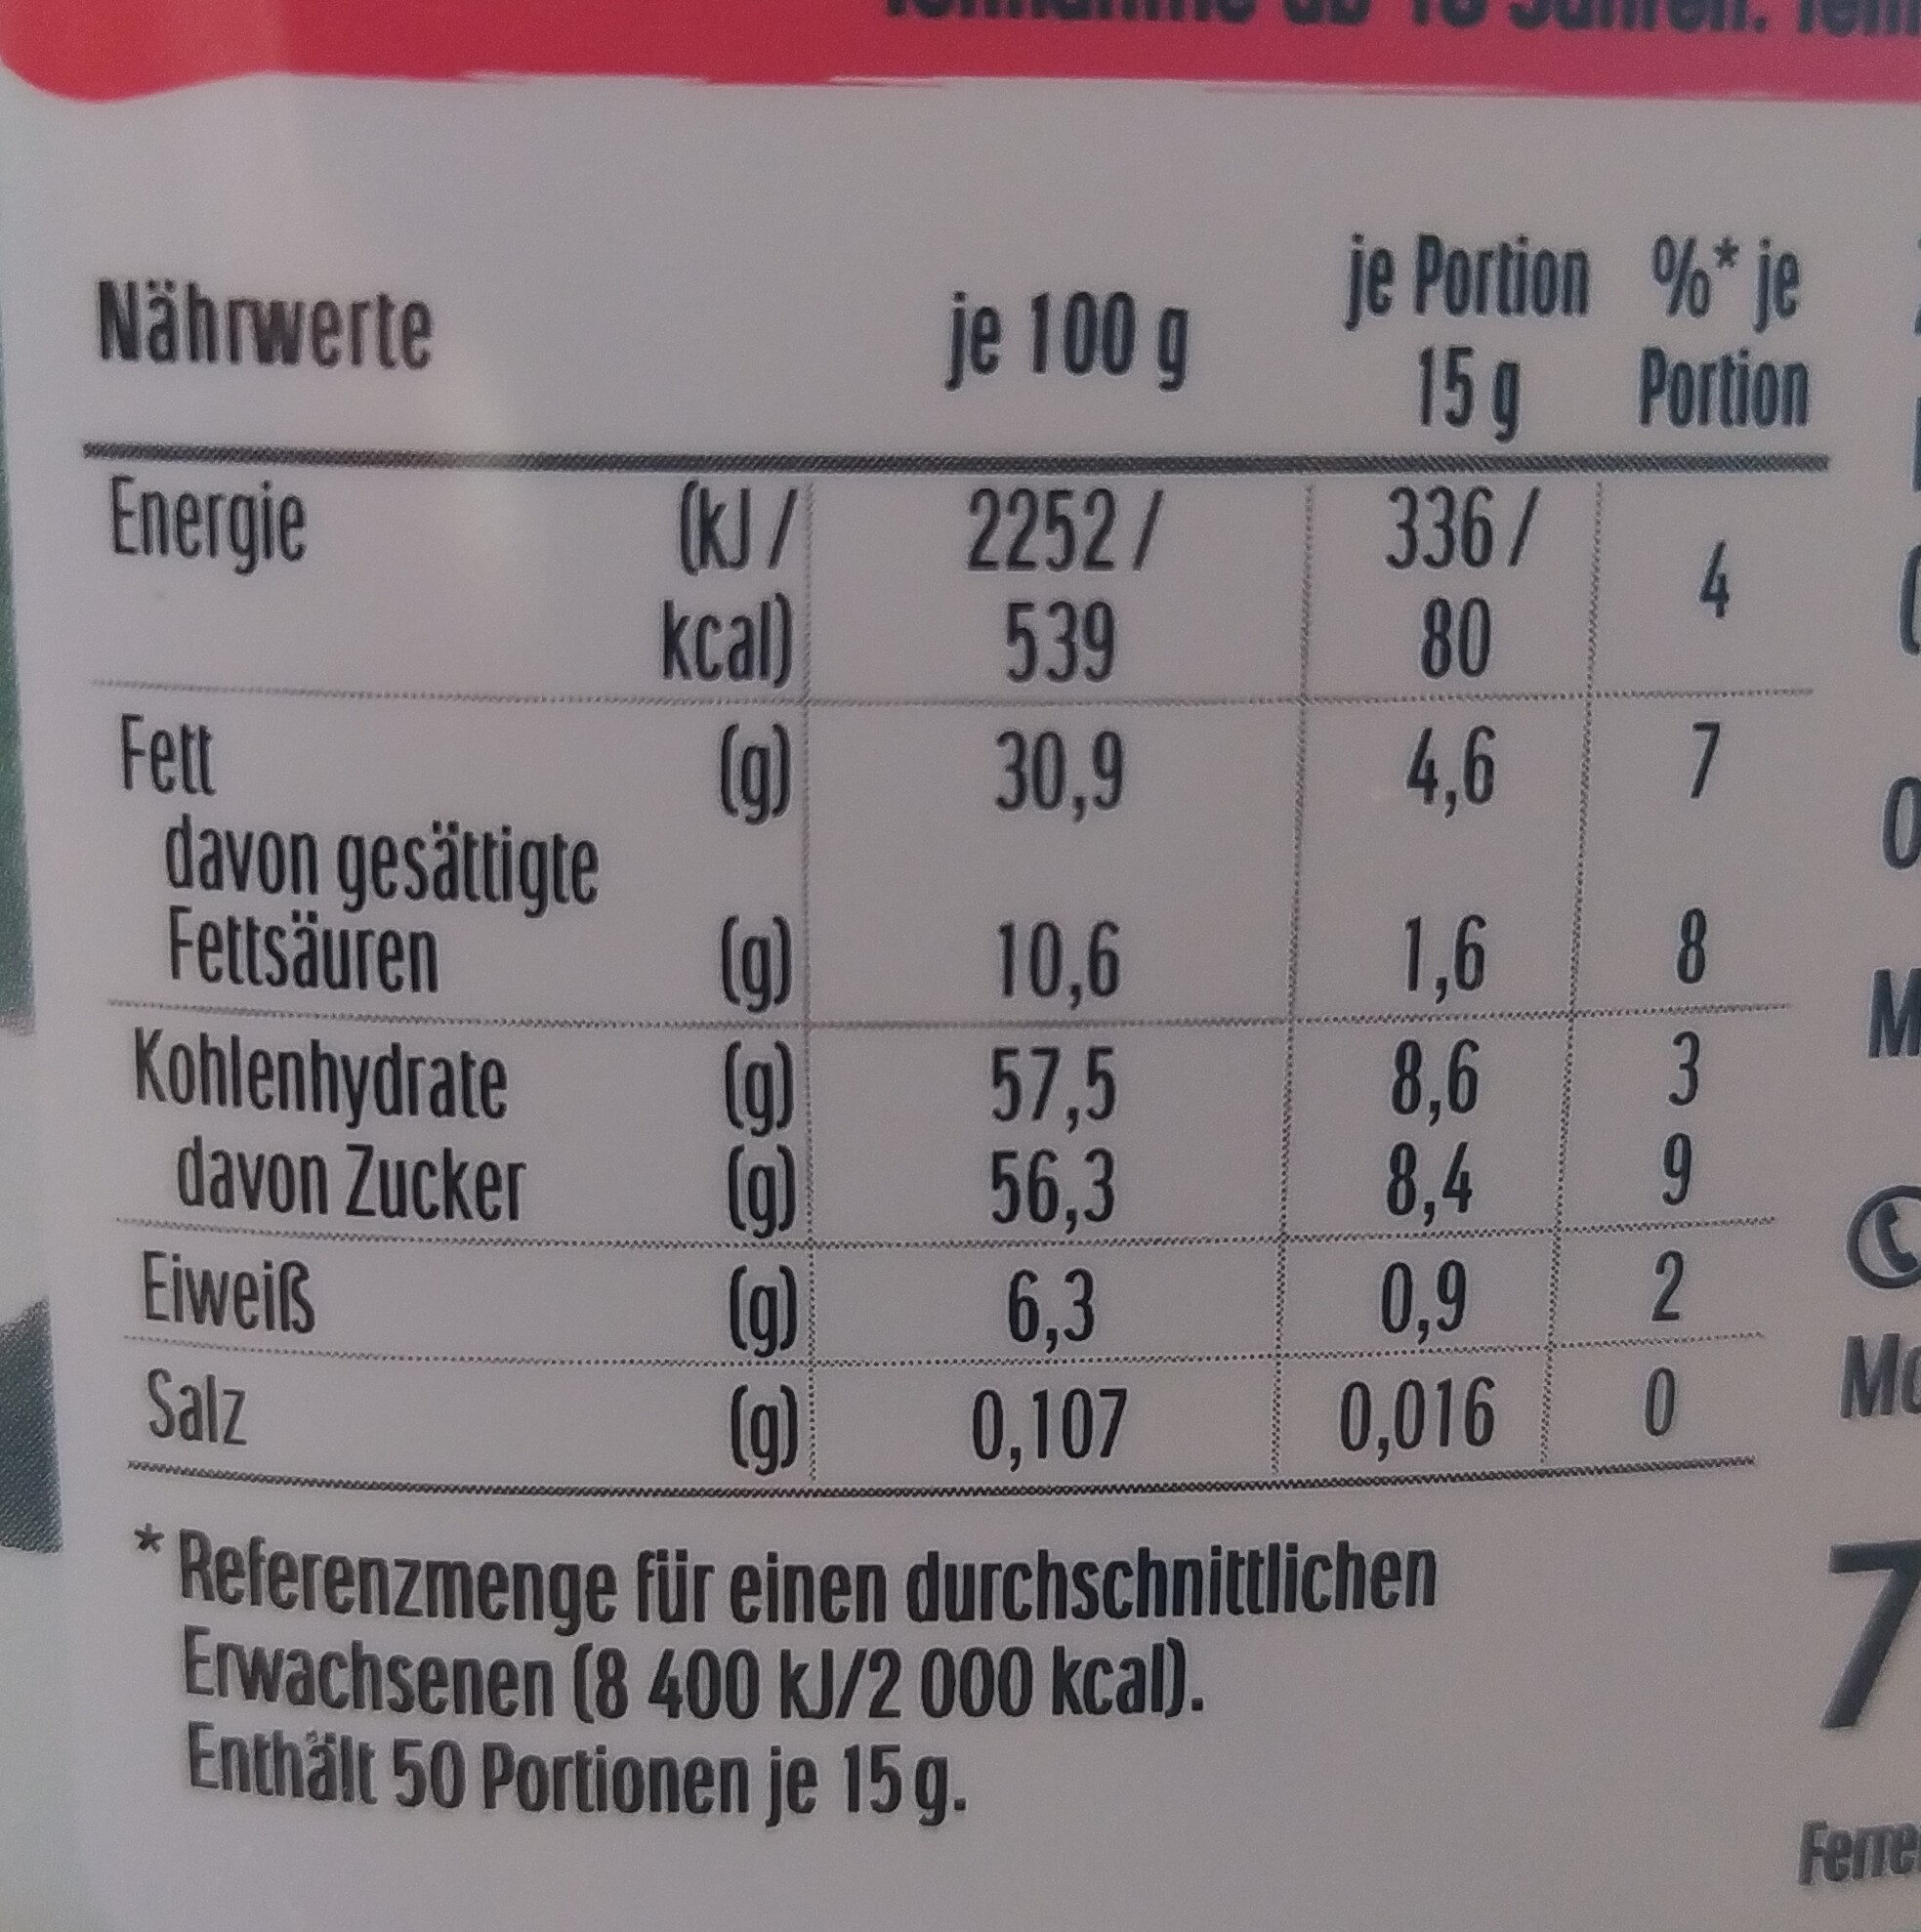 ab 18 Jahren.
Nährwerte je 100 g je Portion 15 g %* je Portion
Energie (kJ / kcal) 2252 / 539 336 / 80 4
Fett (g) 30,9 4,6 7
davon gesättigte
Fettsäuren (g) 10,6 1,6 8
Kohlenhydrate (g) 57,5 8,6 3
davon Zucker (g) 56,3 8,4 9
Eiweiß (g) 6,3 0,9 2
Salz (g) 0,107 0,016 0
* Referenzmenge für einen durchschnittlichen
Erwachsenen (8 400 kJ/2 000 kcal).
Enthält 50 Portionen je 15 g.